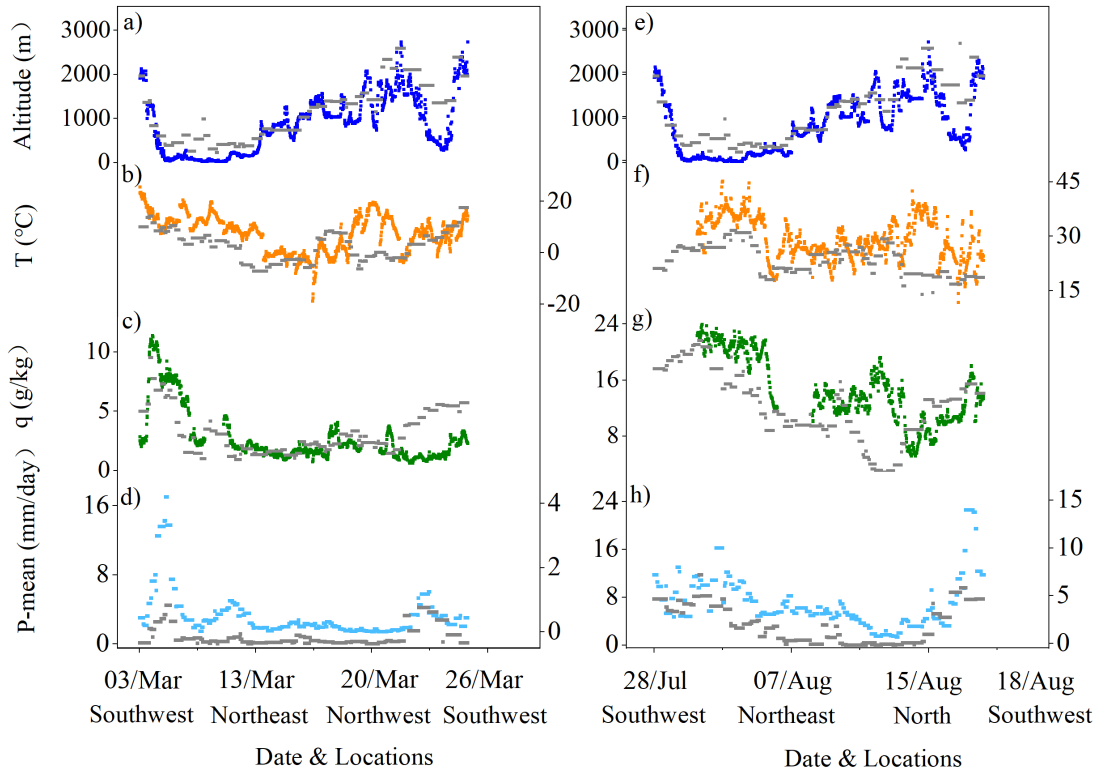 Altitude (m)
T (°C)
q (g/kg)
P-mean (mm/day)
a)
3000
2000
1000
0
b)
20
0
-20
c)
10
5
0
d)
16
8
0
4
2
0
03/Mar 13/Mar 20/Mar 26/Mar
Southwest Northeast Northwest Southwest
Date & Locations
e)
3000
2000
1000
0
f)
45
30
15
g)
24
16
8
h)
24
16
8
0
15
10
5
0
28/Jul 07/Aug 15/Aug 18/Aug
Southwest Northeast North Southwest
Date & Locations